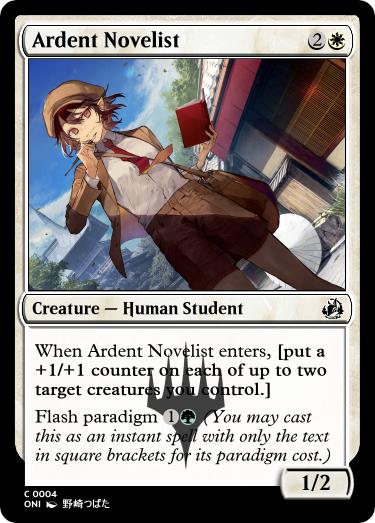 Ardent Novelist 2
Creature — Human Student
When Ardent Novelist enters, [put a
+1/+1 counter on each of up to two
target creatures you control.]
Flash paradigm 1 (You may cast
this as an instant spell with only the text
in square brackets for its paradigm cost.)
1/2
C 0004
ONI 野崎つばた